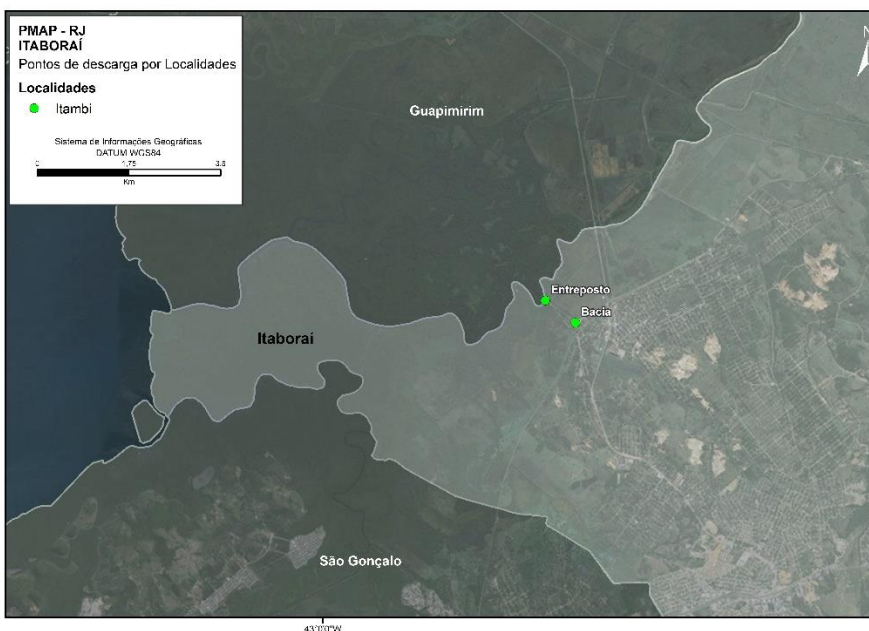 PMAP - RJ
ITABORAÍ
Pontos de descarga por Localidades
Localidades
Itambi
Sistema de Informações Geográficas
DATUM WGS84
0 1,75 3,5
Km
N
Guapimirim
Entreposto
Bacia
Itaboraí
São Gonçalo
43°0'0"W